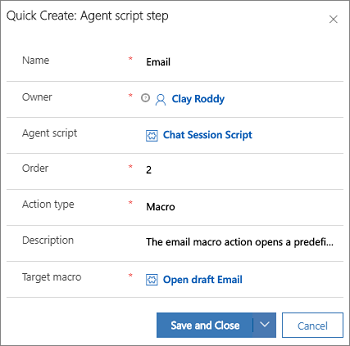 Quick Create: Agent script step
Name * Email
Owner * Clay Roddy
Agent script Chat Session Script
Order * 2
Action type * Macro
Description The email macro action opens a predefi...
Target macro * Open draft Email
Save and Close Cancel